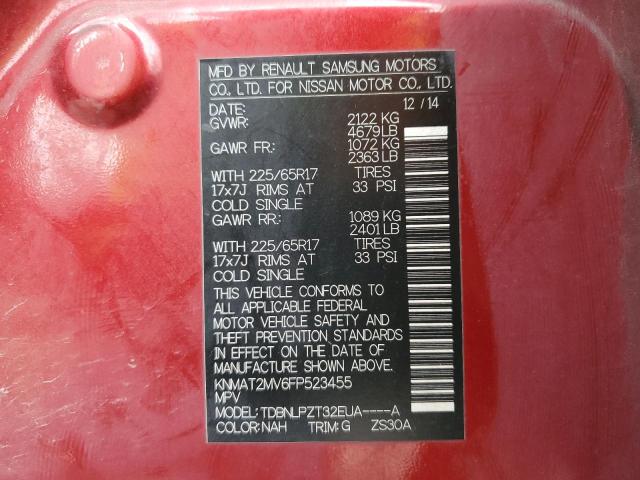 MFD BY RENAULT SAMSUNG MOTORS
CO., LTD. FOR NISSAN MOTOR CO., LTD.
DATE: 12 / 14
GVWR: 2122 KG
4679 LB
GAWR FR: 1072 KG
2363 LB
WITH 225/65R17 TIRES
17x7J RIMS AT 33 PSI
COLD SINGLE
GAWR RR: 1089 KG
2401 LB
WITH 225/65R17 TIRES
17x7J RIMS AT 33 PSI
COLD SINGLE
THIS VEHICLE CONFORMS TO
ALL APPLICABLE FEDERAL
MOTOR VEHICLE SAFETY AND
THEFT PREVENTION STANDARDS
IN EFFECT ON THE DATE OF
MANUFACTURE SHOWN ABOVE.
KNMAT2MV6FP523455
MPV
MODEL: TDBNLPZT32EUA----A
COLOR: NAH TRIM: G ZS30A